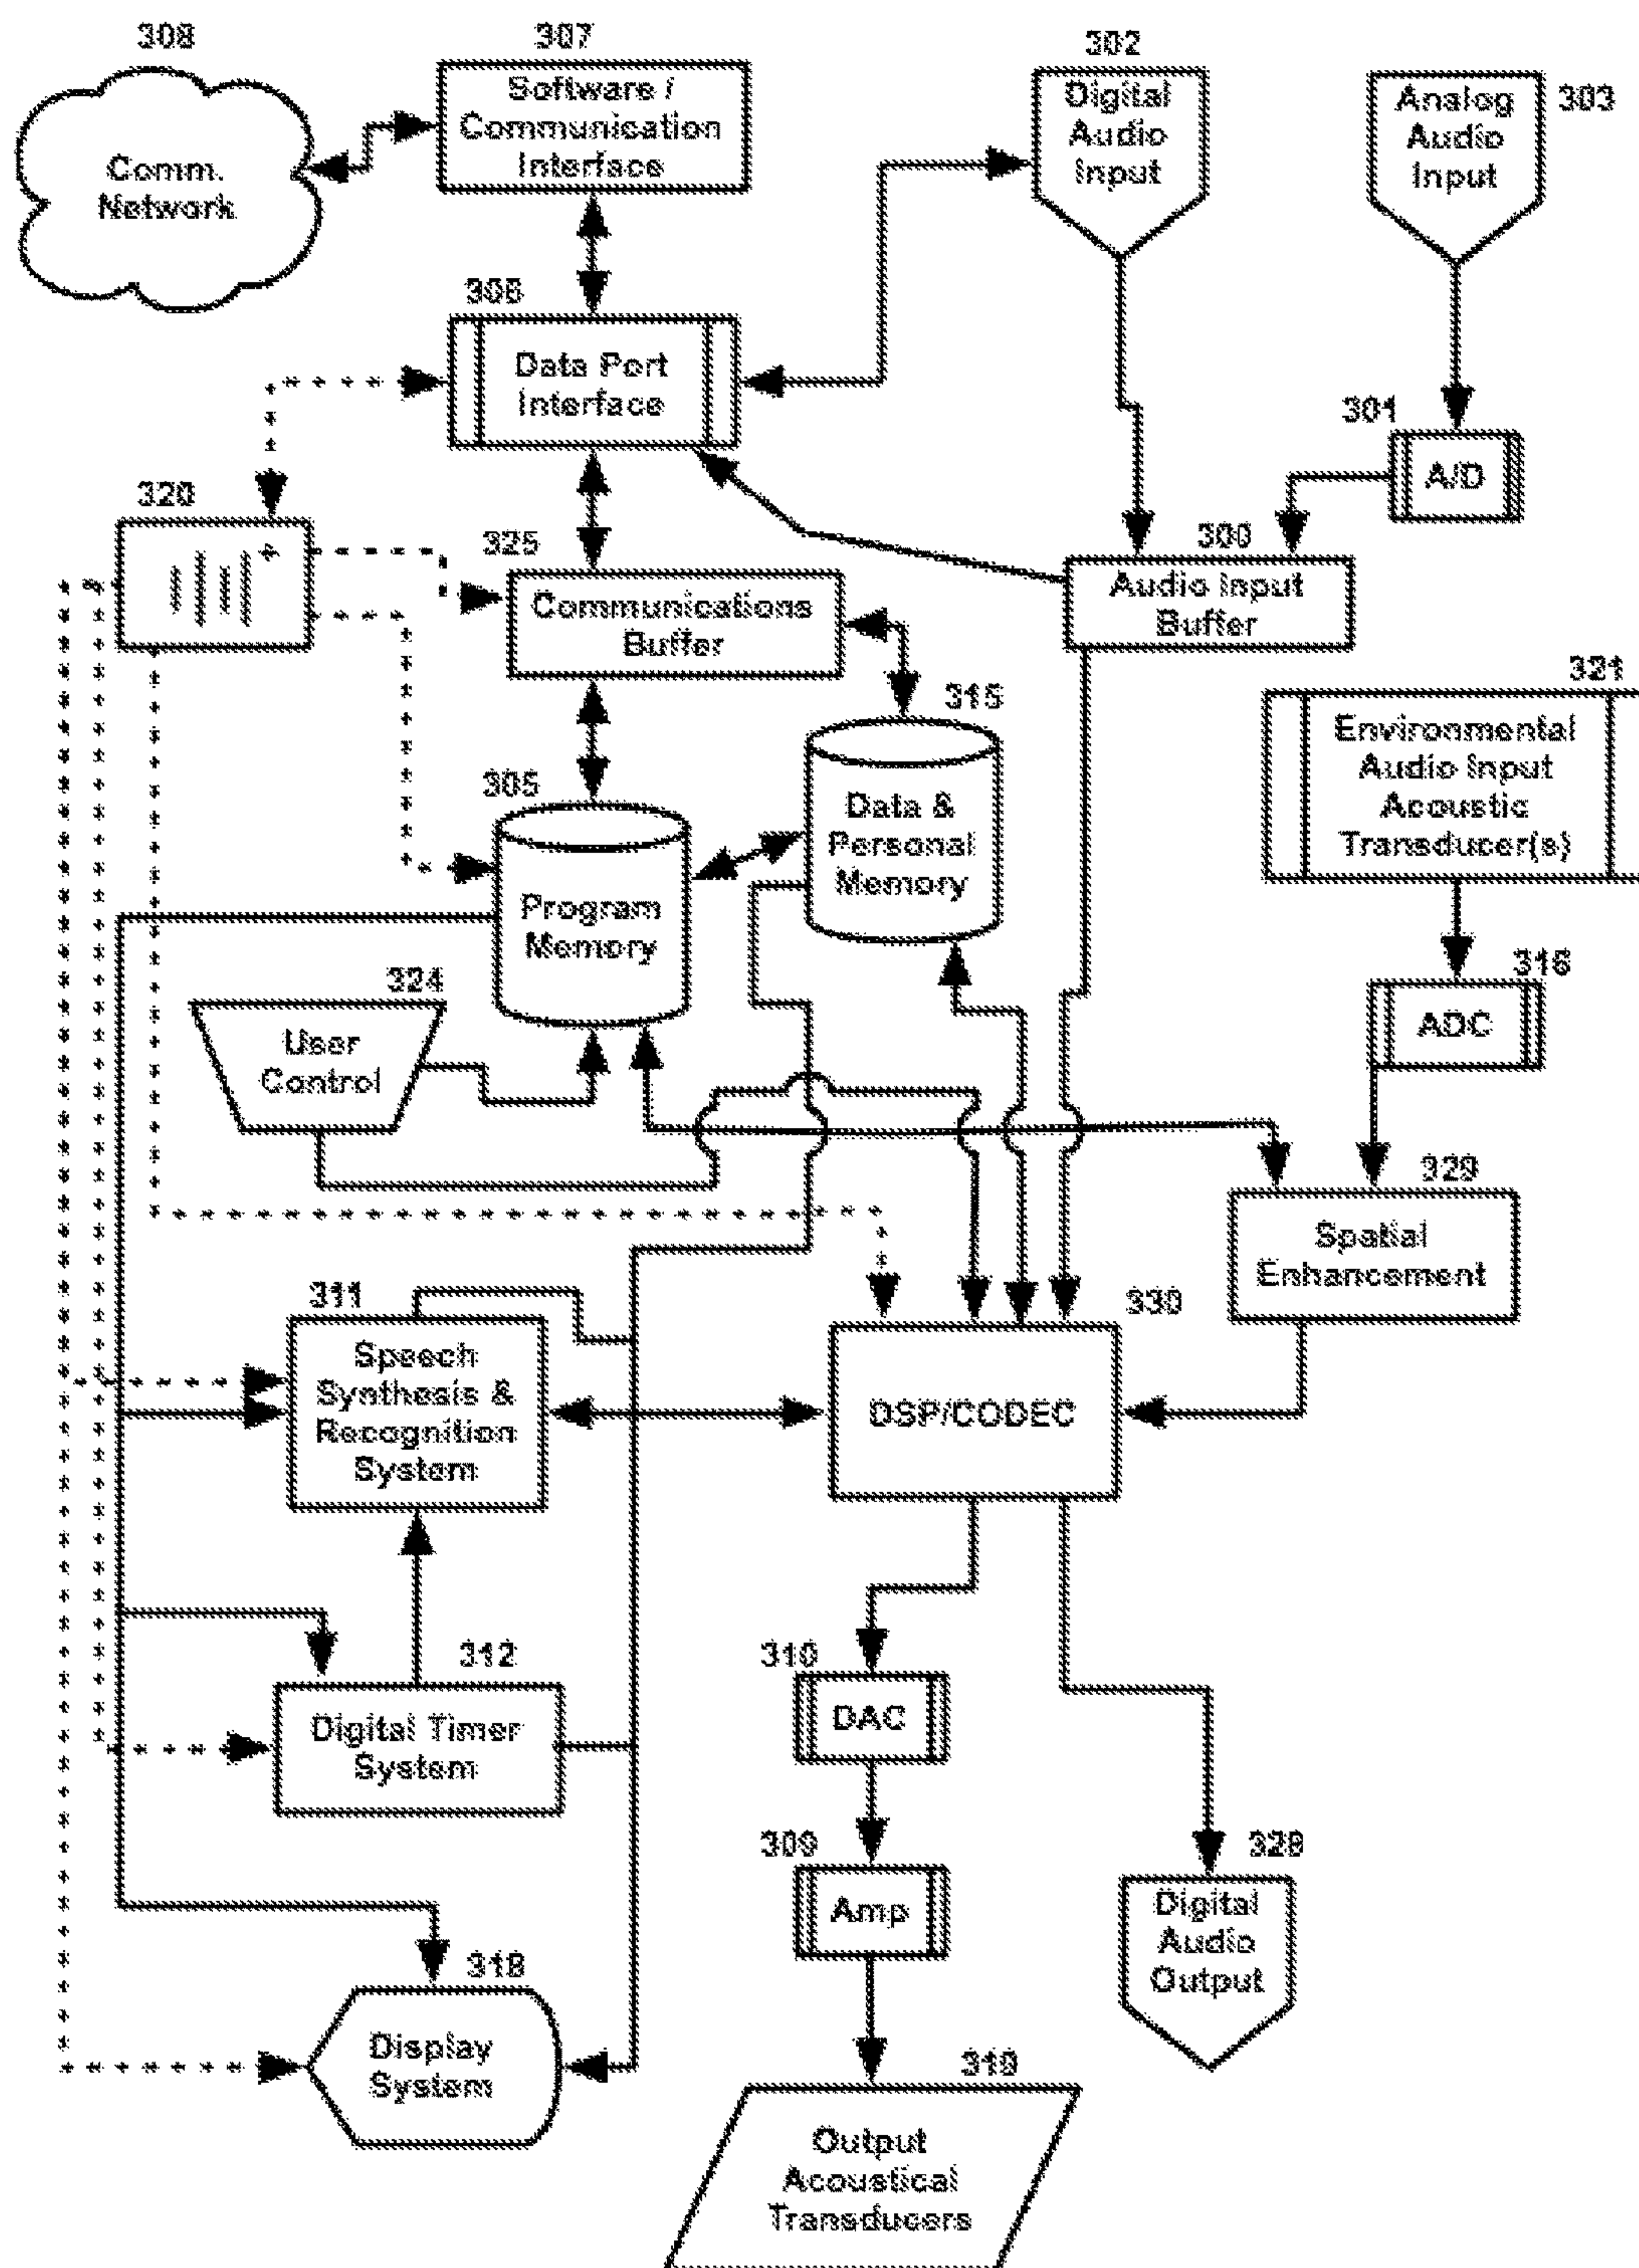 308
307
302
303
Software /
Communication
Interface
Digital
Audio
Input
Analog
Audio
Input
Comm.
Network
306
Data Port
Interface
301
A/D
320
+
325
300
Communications
Buffer
Audio Input
Buffer
321
315
Environmental
Audio Input
Acoustic
Transducer(s)
305
Data &
Personal
Memory
Program
Memory
324
316
User
Control
ADC
329
Spatial
Enhancement
311
330
Speech
Synthesis &
Recognition
System
DSP/CODEC
312
310
Digital Timer
System
DAC
309
328
Amp
Digital
Audio
Output
318
Display
System
319
Output
Acoustical
Transducers